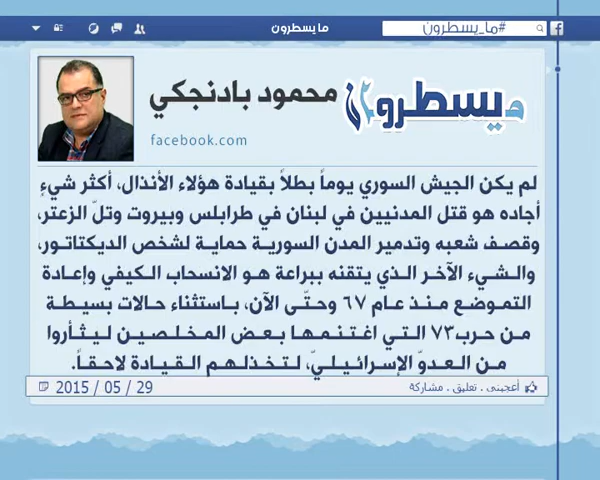 ما يسطرون
#ما_يسطرون
ما يسطرون
محمود بادنجكي
facebook.com
لم يكن الجيش السوري يوماً بطلاً بقيادة هؤلاء الأنذال، أكثر شيءٍ
أجاده هو قتل المدنيين في لبنان في طرابلس وبيروت وتلّ الزعتر،
وقصف شعبه وتدمير المدن السورية حماية لشخص الديكتاتور،
والشيء الآخر الذي يتقنه ببراعة هو الانسحاب الكيفي وإعادة
التموضع منذ عام ٦٧ وحتّى الآن، باستثناء حالات بسيطة
من حرب٧٣ التي اغتنمها بعض المخلصين ليثأروا
من العدوّ الإسرائيليّ، لتخذلهم القيادة لاحقاً.
أعجبني . تعليق . مشاركة
2015 / 05 / 29